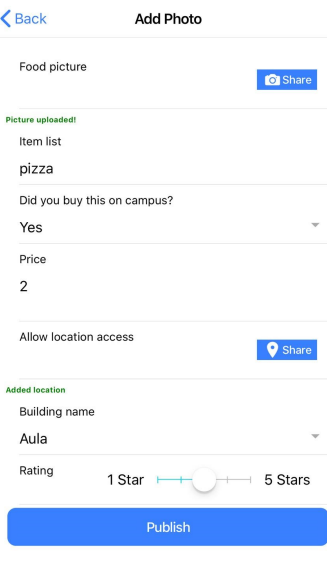 Back
Add Photo
Food picture
Share
Picture uploaded!
Item list
pizza
Did you buy this on campus?
Yes
Price
2
Allow location access
Share
Added location
Building name
Aula
Rating
1 Star
5 Stars
Publish